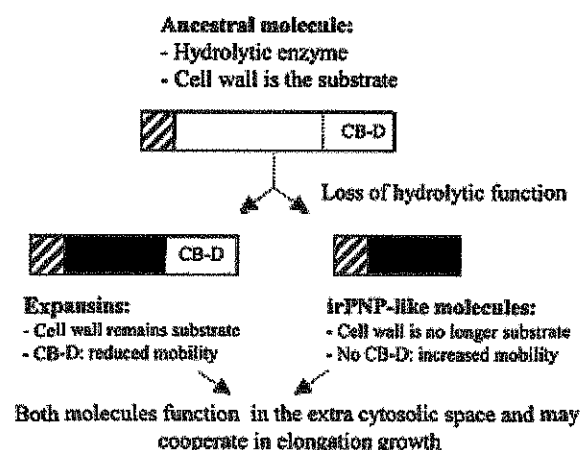 Ancestral molecule:
- Hydrolytic enzyme
- Cell wall is the substrate
CB-D
Loss of hydrolytic function
CB-D
Expansins:
- Cell wall remains substrate
- CB-D: reduced mobility
irPNP-like molecules:
- Cell wall is no longer substrate
- No CB-D: increased mobility
Both molecules function in the extra cytosolic space and may
cooperate in elongation growth